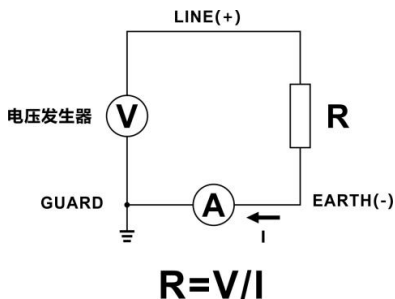 LINE(+)
电压发生器
V
R
GUARD
A
EARTH(-)
I
R=V/I